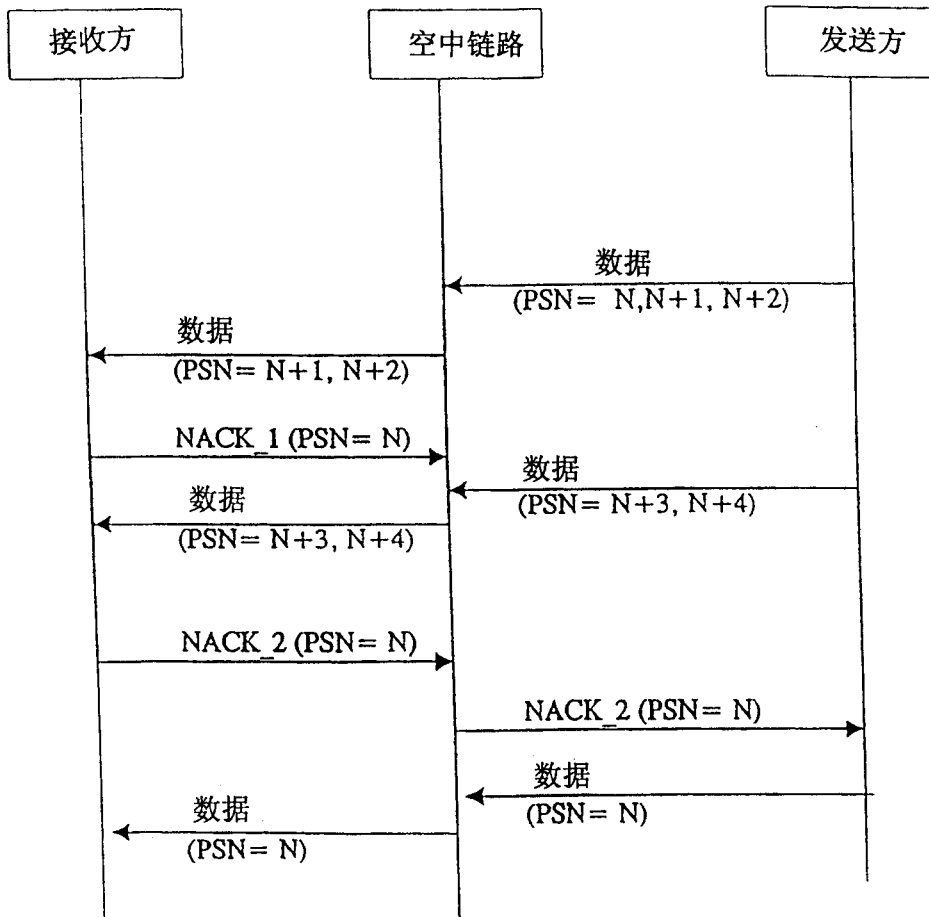 接收方
空中链路
发送方
数据
(PSN= N,N+1, N+2)
数据
(PSN= N+1, N+2)
NACK_1 (PSN= N)
数据
(PSN= N+3, N+4)
数据
(PSN= N+3, N+4)
NACK_2 (PSN= N)
NACK_2 (PSN= N)
数据
(PSN= N)
数据
(PSN= N)